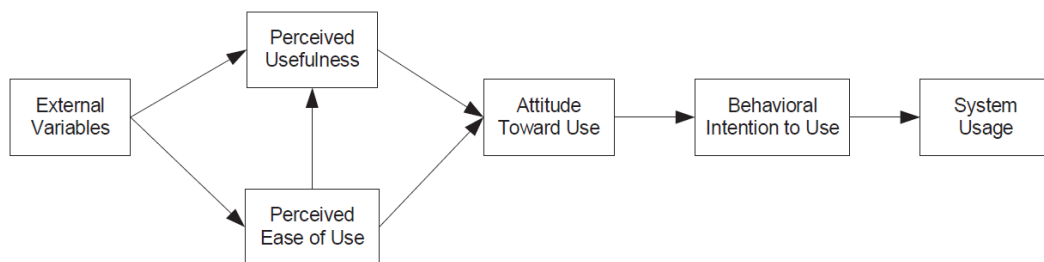 Perceived
Usefulness
External
Variables
Attitude
Toward Use
Behavioral
Intention to Use
System
Usage
Perceived
Ease of Use